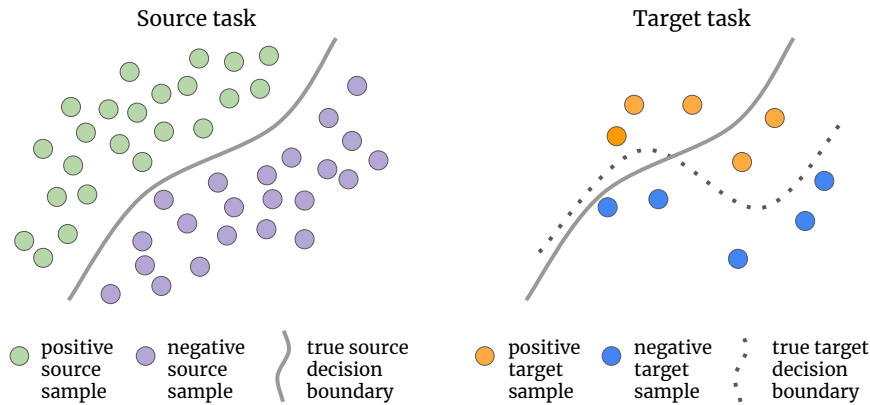 Source task
Target task
positive
source
sample
negative
source
sample
true source
decision
boundary
positive
target
sample
negative
target
sample
true target
decision
boundary